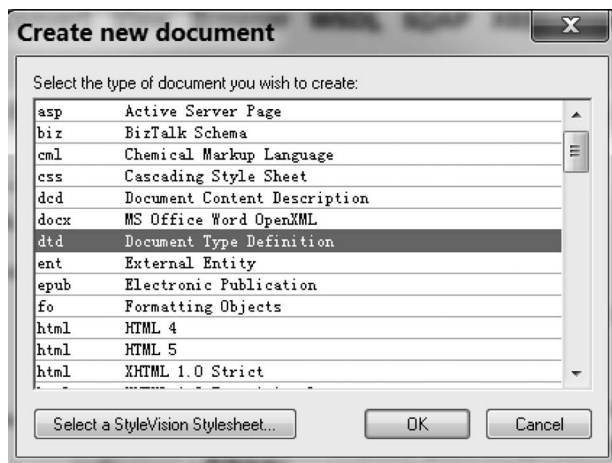 Create new document
X
Select the type of document you wish to create:
asp Active Server Page
biz BizTalk Schema
cml Chemical Markup Language
css Cascading Style Sheet
dcd Document Content Description
docx MS Office Word OpenXML
dtd Document Type Definition
ent External Entity
epub Electronic Publication
fo Formatting Objects
html HTML 4
html HTML 5
html XHTML 1.0 Strict
Select a StyleVision Stylesheet...
OK
Cancel